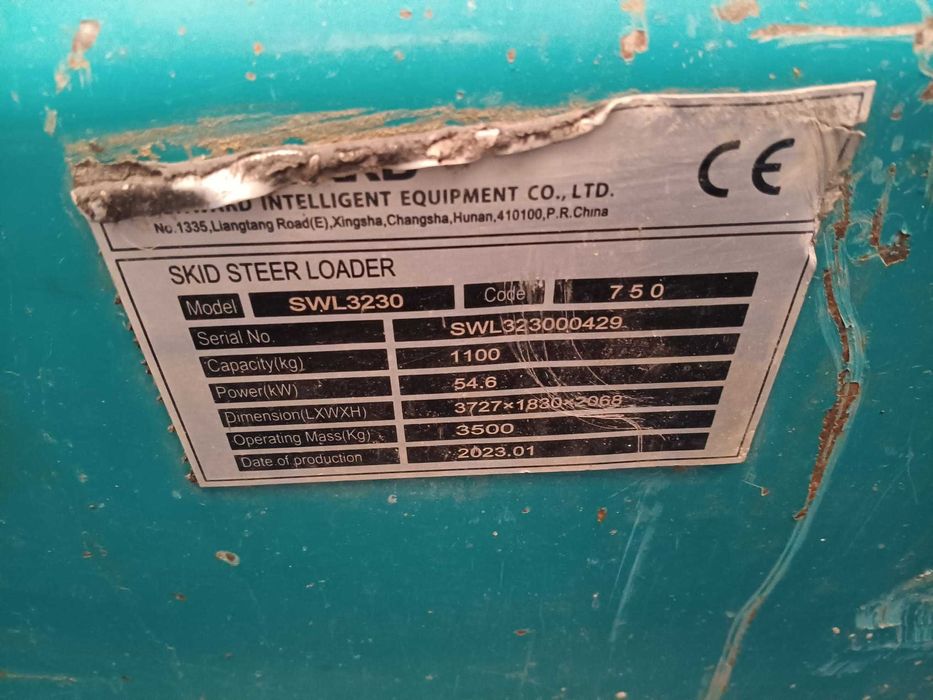 INTELLIGENT EQUIPMENT CO., LTD.
No.1335,Liangtang Road(E),Xingsha,Changsha,Hunan,410100,P.R.China
CE
SKID STEER LOADER
Model SWL3230 Code 750
Serial No. SWL323000429
Capacity(kg) 1100
Power(kW) 54.6
Dimension(LXWXH) 3727×1830×2068
Operating Mass(Kg) 3500
Date of production 2023.01